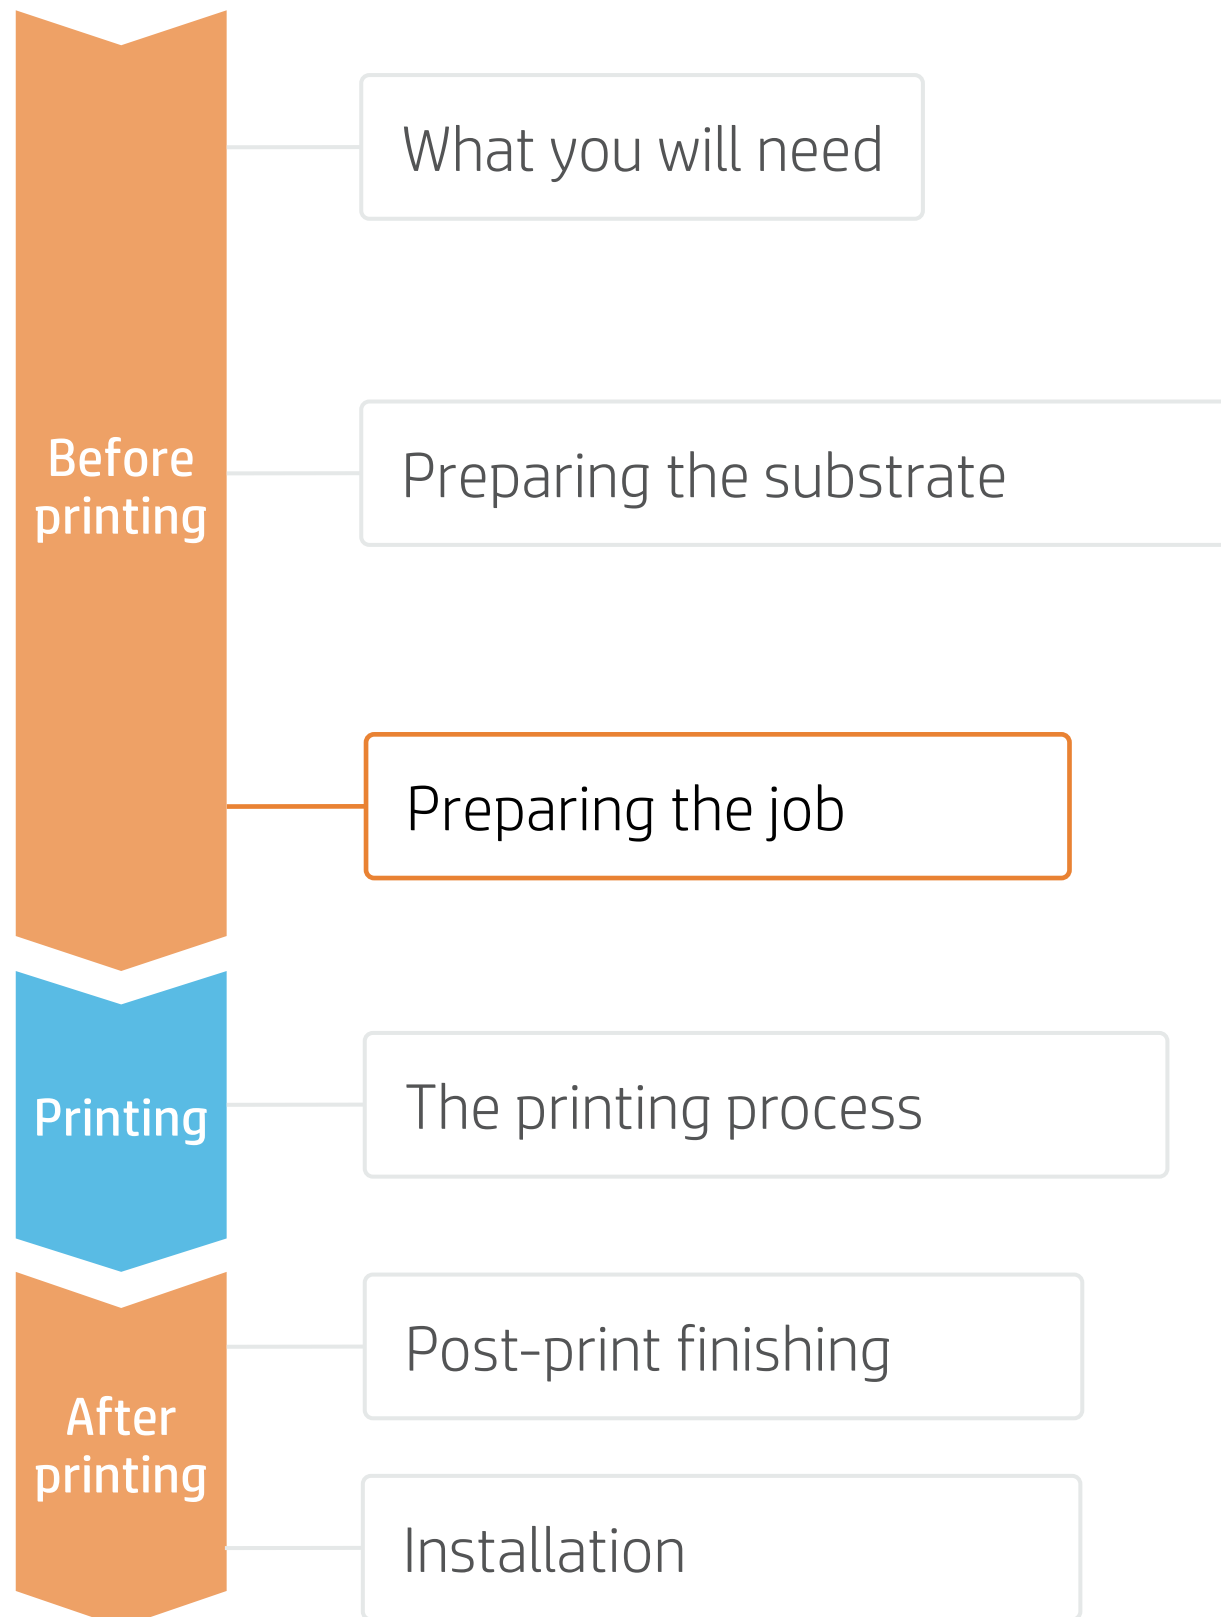 What you will need
Before
printing
Preparing the substrate
Preparing the job
Printing
The printing process
After
printing
Post-print finishing
Installation